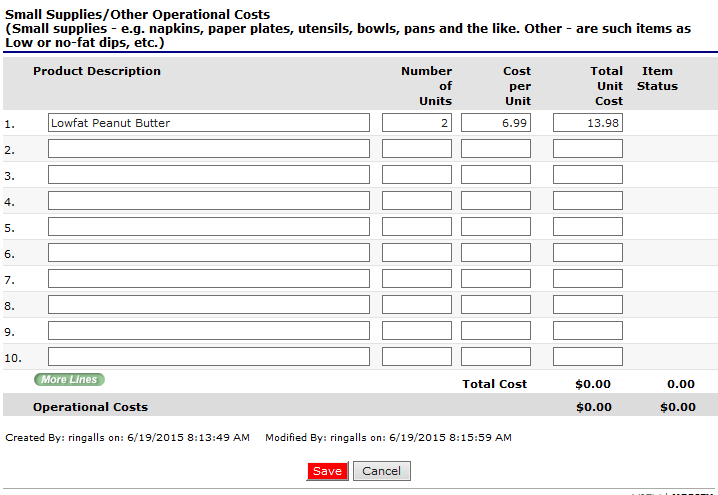 Small Supplies/Other Operational Costs
(Small supplies - e.g. napkins, paper plates, utensils, bowls, pans and the like. Other - are such items as
Low or no-fat dips, etc.)
Product Description Number of Units Cost per Unit Total Unit Cost Item Status
1. Lowfat Peanut Butter 2 6.99 13.98
2.
3.
4.
5.
6.
7.
8.
9.
10.
More Lines
Total Cost $0.00 0.00
Operational Costs $0.00 $0.00
Created By: ringalls on: 6/19/2015 8:13:49 AM Modified By: ringalls on: 6/19/2015 8:15:59 AM
Save Cancel